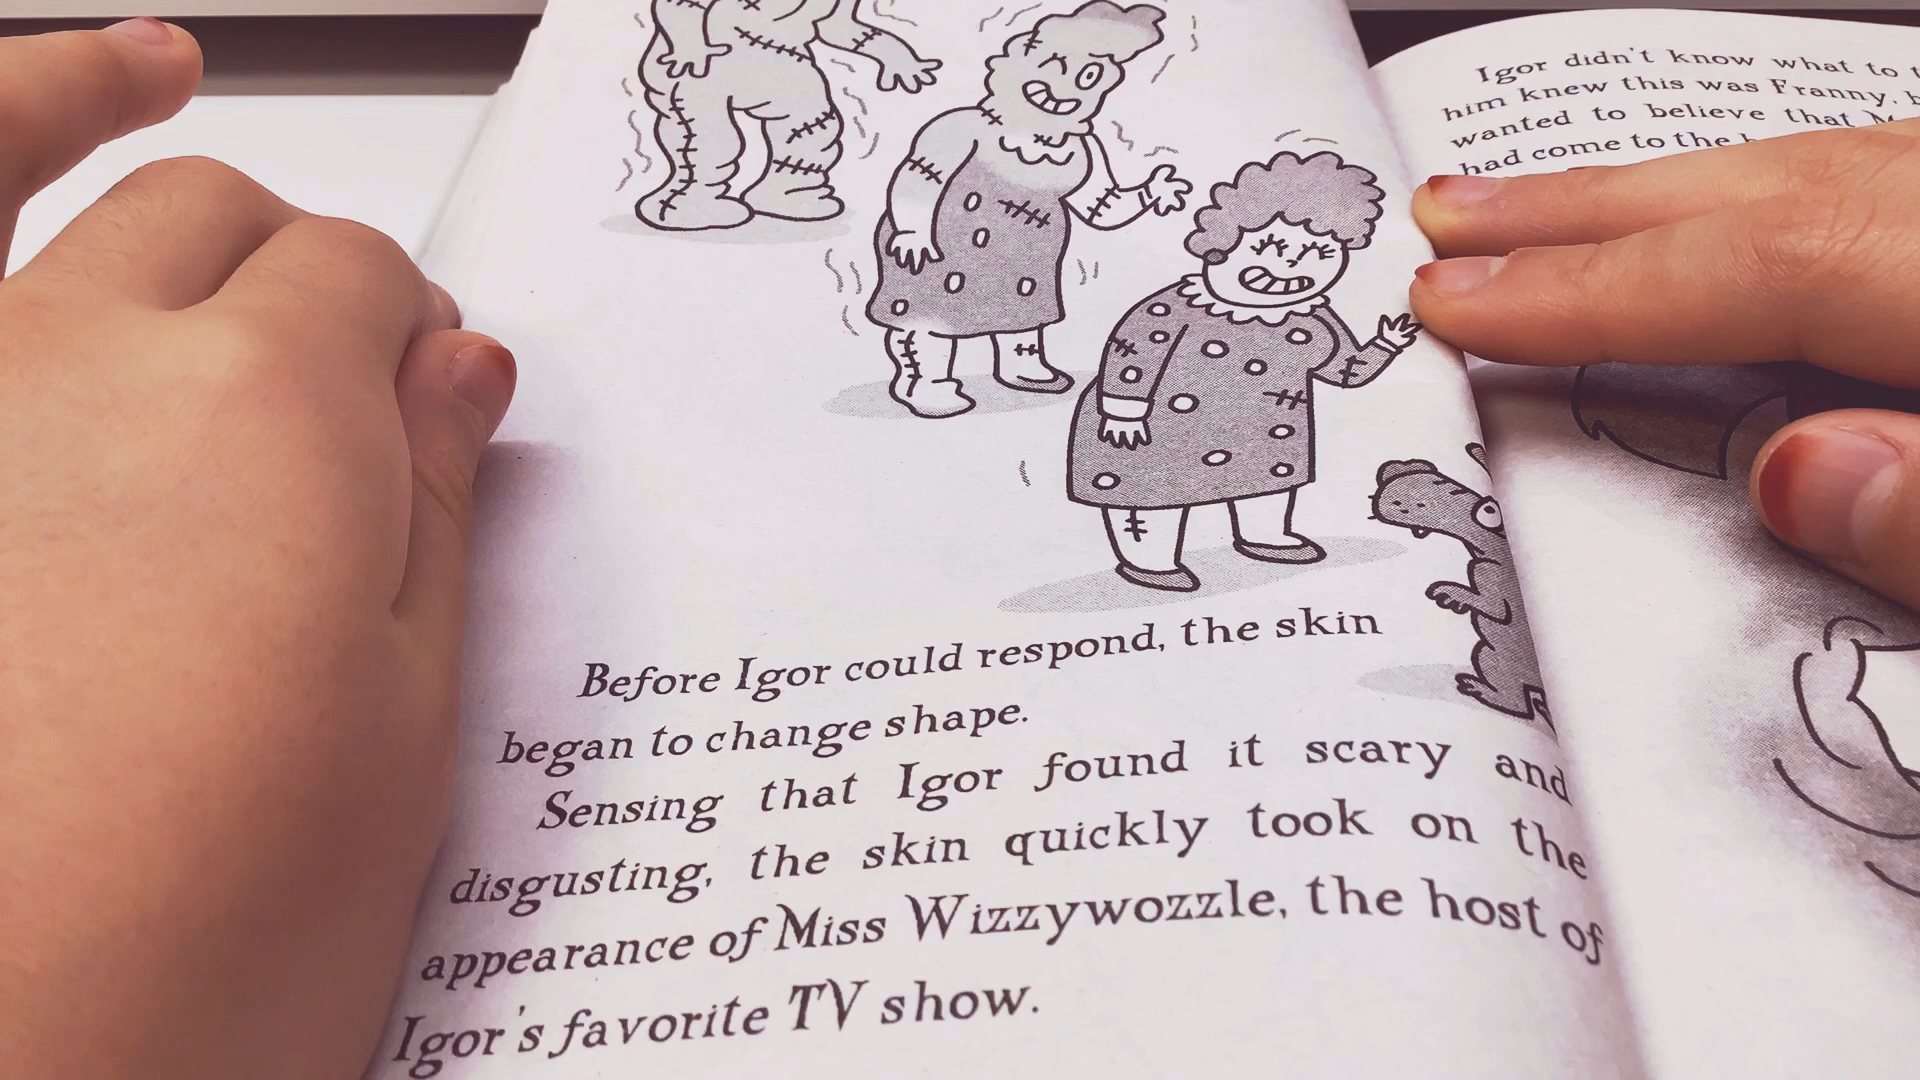 Before Igor could respond, the skin
began to change shape.
Sensing that Igor found it scary and
disgusting, the skin quickly took on the
appearance of Miss Wizzywozzle, the host of
Igor's favorite TV show.
Igor didn't know what to
him knew this was Franny,
wanted to believe that
had come to the